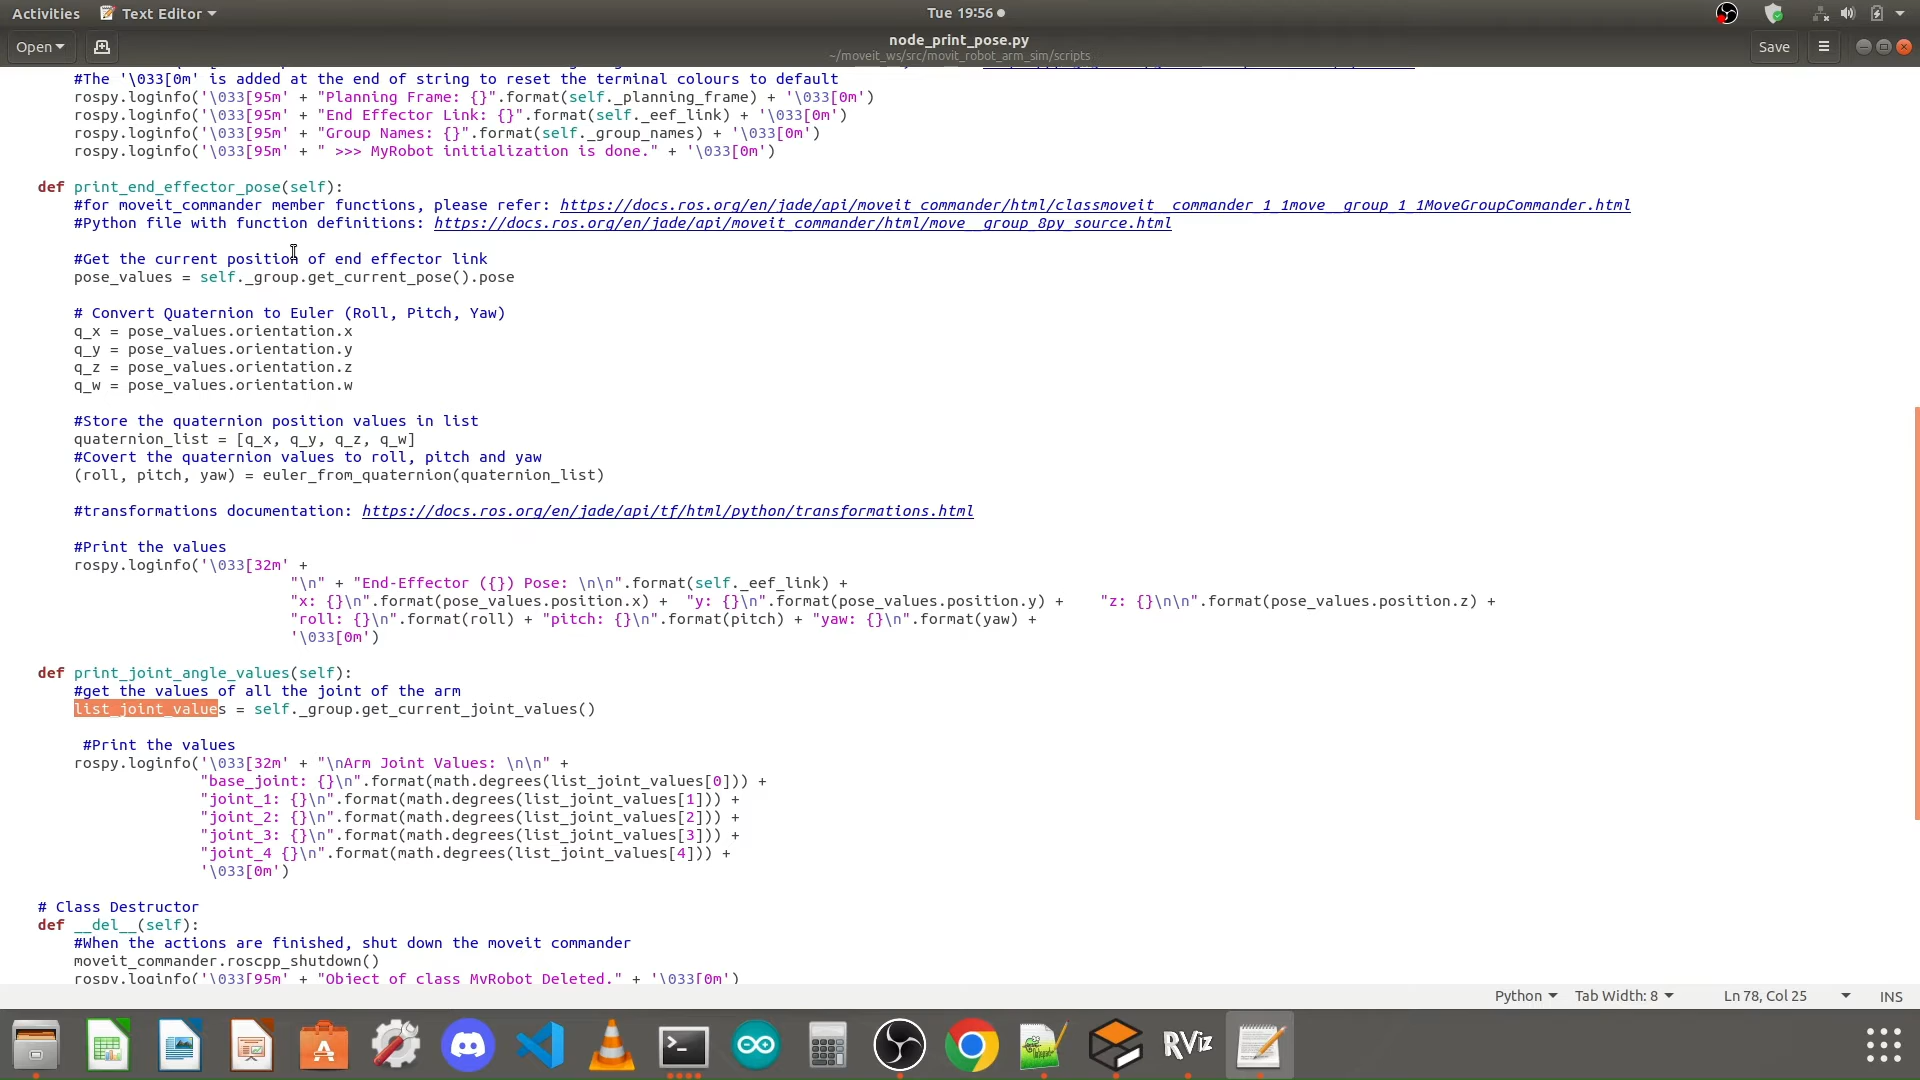 Activities
Text Editor
Tue 19:56
Open
node_print_pose.py
~/moveit_ws/src/movit_robot_arm_sim/scripts
Save
#The '\033[0m' is added at the end of string to reset the terminal colours to default
rospy.loginfo('\033[95m' + "Planning Frame: {}".format(self._planning_frame) + '\033[0m')
rospy.loginfo('\033[95m' + "End Effector Link: {}".format(self._eef_link) + '\033[0m')
rospy.loginfo('\033[95m' + "Group Names: {}".format(self._group_names) + '\033[0m')
rospy.loginfo('\033[95m' + " >>> MyRobot initialization is done." + '\033[0m')
def print_end_effector_pose(self):
#for moveit_commander member functions, please refer: https://docs.ros.org/en/jade/api/moveit_commander/html/classmoveit__commander_1_1move__group_1_1MoveGroupCommander.html
#Python file with function definitions: https://docs.ros.org/en/jade/api/moveit_commander/html/move__group_8py_source.html
#Get the current position of end effector link
pose_values = self._group.get_current_pose().pose
# Convert Quaternion to Euler (Roll, Pitch, Yaw)
q_x = pose_values.orientation.x
q_y = pose_values.orientation.y
q_z = pose_values.orientation.z
q_w = pose_values.orientation.w
#Store the quaternion position values in list
quaternion_list = [q_x, q_y, q_z, q_w]
#Covert the quaternion values to roll, pitch and yaw
(roll, pitch, yaw) = euler_from_quaternion(quaternion_list)
#transformations documentation: https://docs.ros.org/en/jade/api/tf/html/python/transformations.html
#Print the values
rospy.loginfo('\033[32m' +
"\n" + "End-Effector ({}) Pose: \n\n".format(self._eef_link) +
"x: {}\n".format(pose_values.position.x) + "y: {}\n".format(pose_values.position.y) + "z: {}\n\n".format(pose_values.position.z) +
"roll: {}\n".format(roll) + "pitch: {}\n".format(pitch) + "yaw: {}\n".format(yaw) +
'\033[0m')
def print_joint_angle_values(self):
#get the values of all the joint of the arm
list_joint_values = self._group.get_current_joint_values()
#Print the values
rospy.loginfo('\033[32m' + "\nArm Joint Values: \n\n" +
"base_joint: {}\n".format(math.degrees(list_joint_values[0])) +
"joint_1: {}\n".format(math.degrees(list_joint_values[1])) +
"joint_2: {}\n".format(math.degrees(list_joint_values[2])) +
"joint_3: {}\n".format(math.degrees(list_joint_values[3])) +
"joint_4 {}\n".format(math.degrees(list_joint_values[4])) +
'\033[0m')
# Class Destructor
def __del__(self):
#When the actions are finished, shut down the moveit commander
moveit_commander.roscpp_shutdown()
rospy.loginfo('\033[95m' + "Object of class MyRobot Deleted." + '\033[0m')
Python
Tab Width: 8
Ln 78, Col 25
INS
RViz